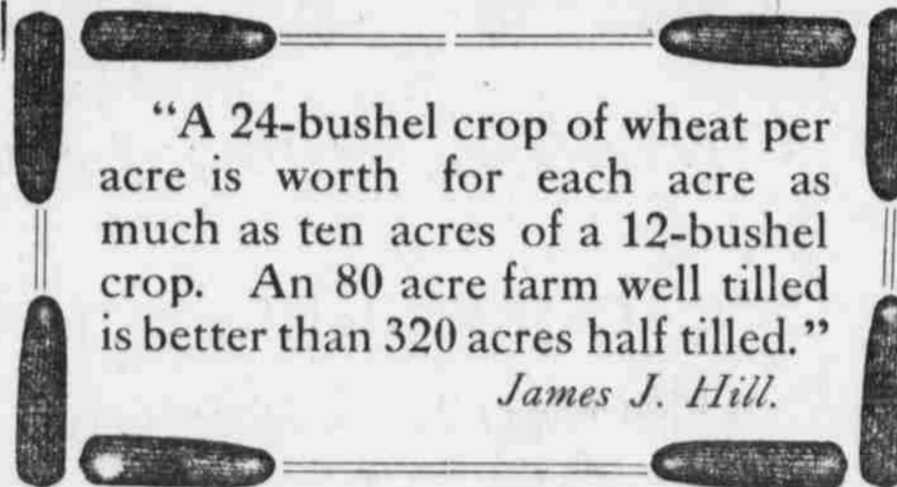 “A 24-bushel crop of wheat per
acre is worth for each acre as
much as ten acres of a 12-bushel
crop. An 80 acre farm well tilled
is better than 320 acres half tilled.”
James J. Hill.